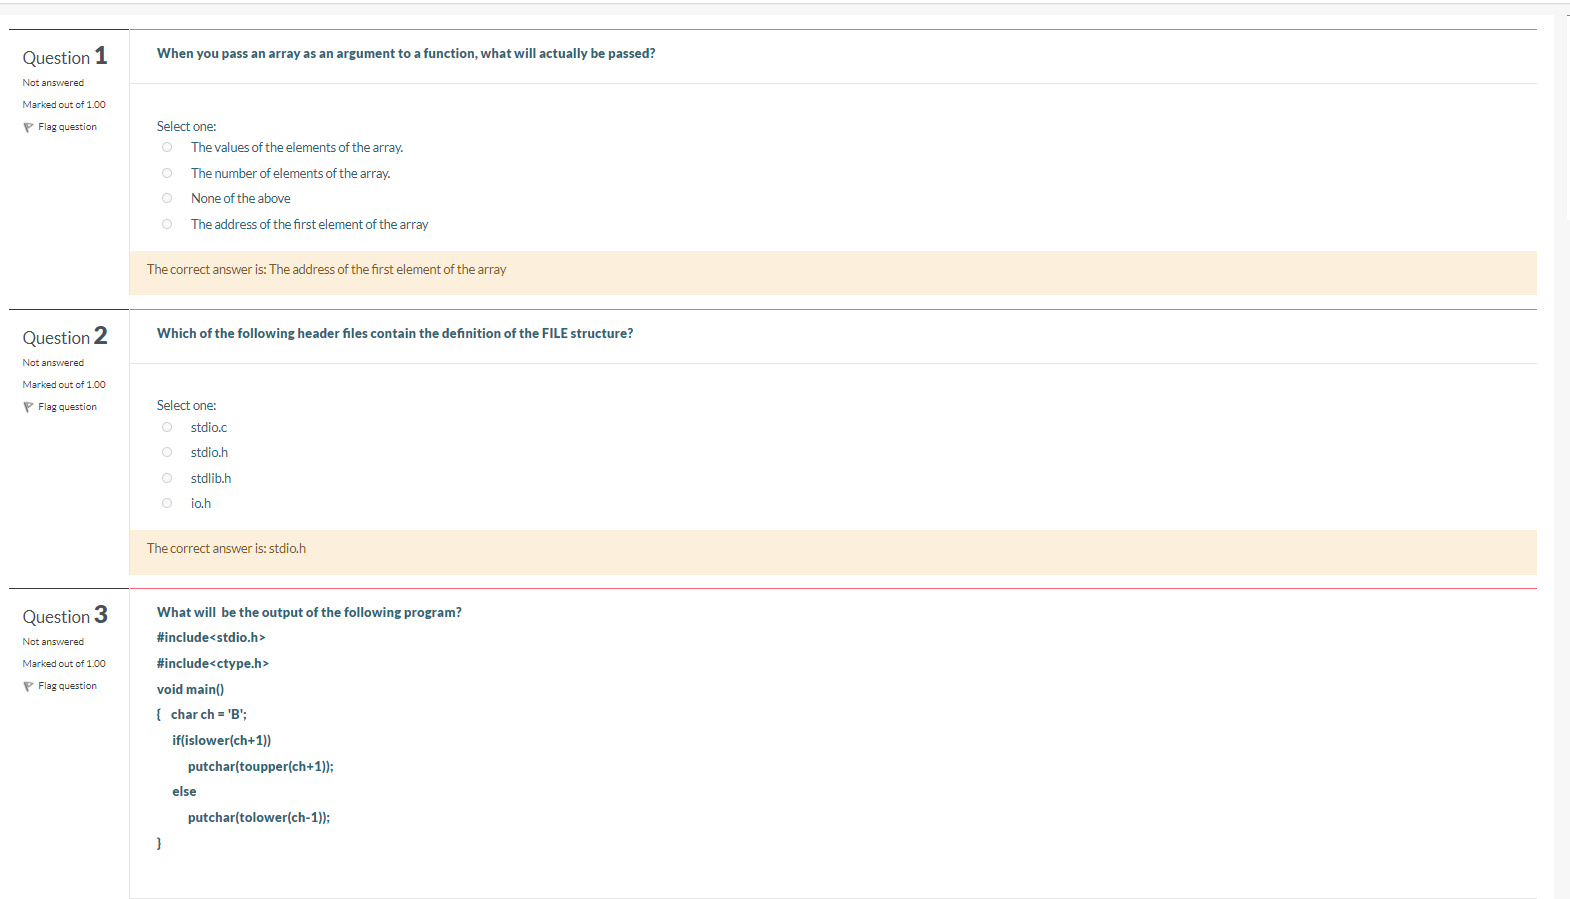 Question 1
Not answered
Marked out of 1.00
Flag question
When you pass an array as an argument to a function, what will actually be passed?
Select one:
The values of the elements of the array.
The number of elements of the array.
None of the above
The address of the first element of the array
The correct answer is: The address of the first element of the array
Question 2
Not answered
Marked out of 1.00
Flag question
Which of the following header files contain the definition of the FILE structure?
Select one:
stdio.c
stdio.h
stdlib.h
io.h
The correct answer is: stdio.h
Question 3
Not answered
Marked out of 1.00
Flag question
What will  be the output of the following program?
#include<stdio.h>
#include<ctype.h>
void main()
{   char ch = 'B';
if(islower(ch+1))
putchar(toupper(ch+1));
else
putchar(tolower(ch-1));
}